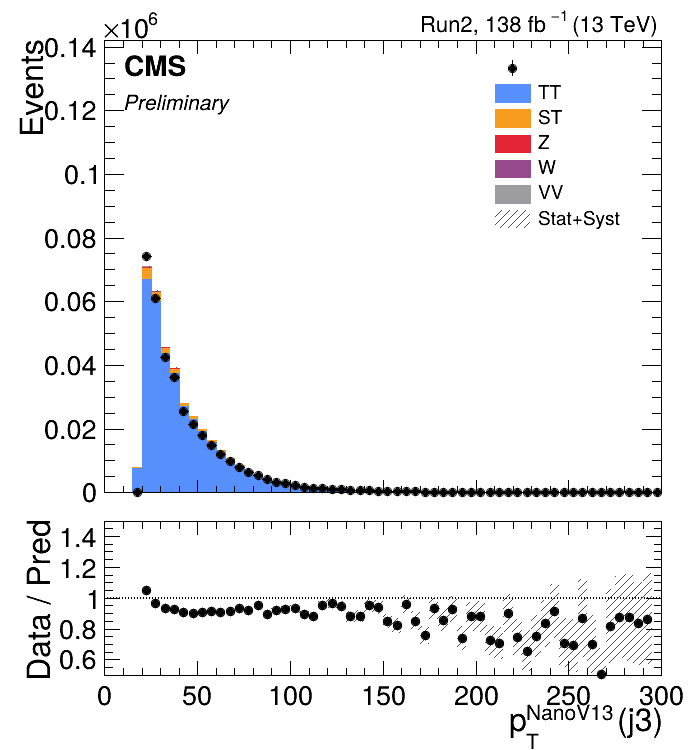 ×10^6
Run2, 138 fb^-1 (13 TeV)
CMS
Preliminary
TT
ST
Z
W
VV
Stat+Syst
Events
0.14
0.12
0.1
0.08
0.06
0.04
0.02
0
Data / Pred
1.4
1.2
1
0.8
0.6
0 50 100 150 200 250 300
p_T^NanoV13 (j3)